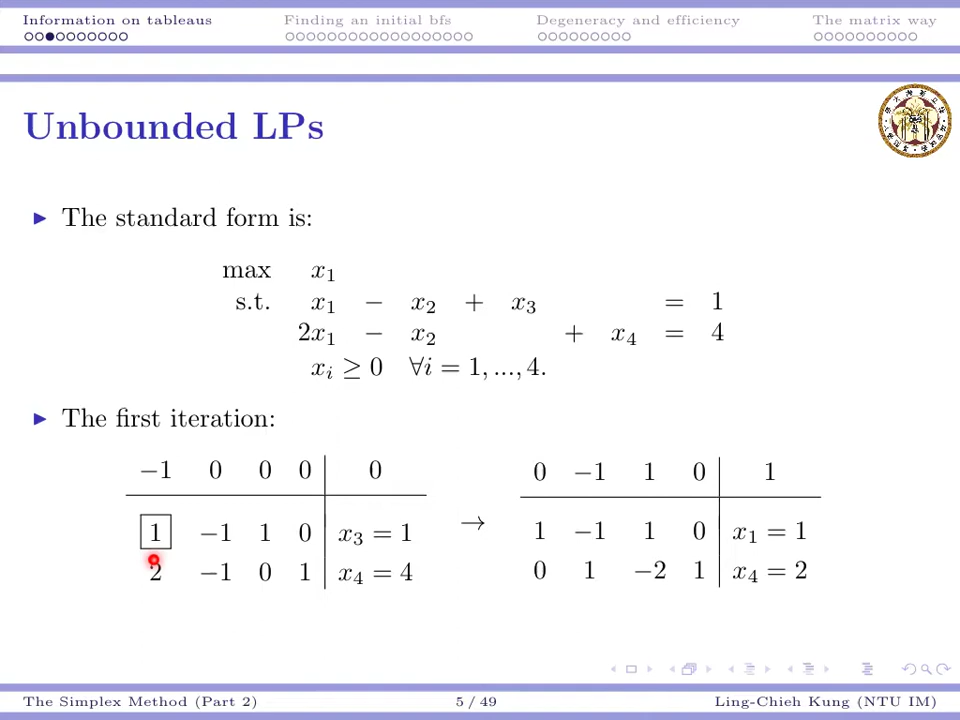 Information on tableaus Finding an initial bfs Degeneracy and efficiency The matrix way
Unbounded LPs
▶ The standard form is:
max x₁
s.t. x₁ − x₂ + x₃ = 1
2x₁ − x₂ + x₄ = 4
xᵢ ≥ 0 ∀i = 1, ..., 4.
▶ The first iteration:
−1 0 0 0 | 0
1 −1 1 0 | x₃ = 1
2 −1 0 1 | x₄ = 4
→
0 −1 1 0 | 1
1 −1 1 0 | x₁ = 1
0 1 −2 1 | x₄ = 2
The Simplex Method (Part 2) 5 / 49 Ling-Chieh Kung (NTU IM)